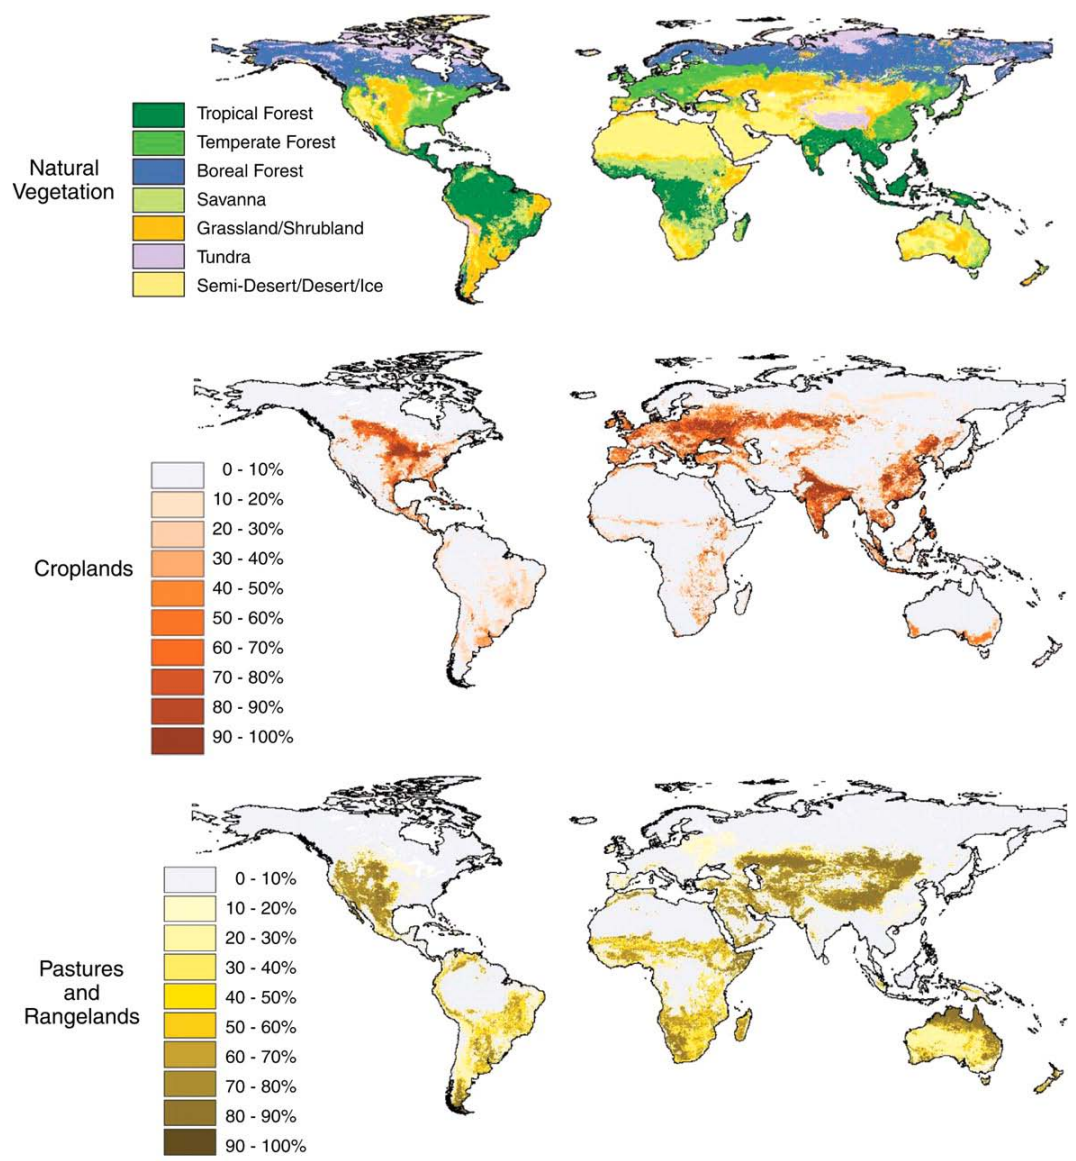 Natural
Vegetation
Tropical Forest
Temperate Forest
Boreal Forest
Savanna
Grassland/Shrubland
Tundra
Semi-Desert/Desert/Ice
Croplands
0 - 10%
10 - 20%
20 - 30%
30 - 40%
40 - 50%
50 - 60%
60 - 70%
70 - 80%
80 - 90%
90 - 100%
Pastures
and
Rangelands
0 - 10%
10 - 20%
20 - 30%
30 - 40%
40 - 50%
50 - 60%
60 - 70%
70 - 80%
80 - 90%
90 - 100%